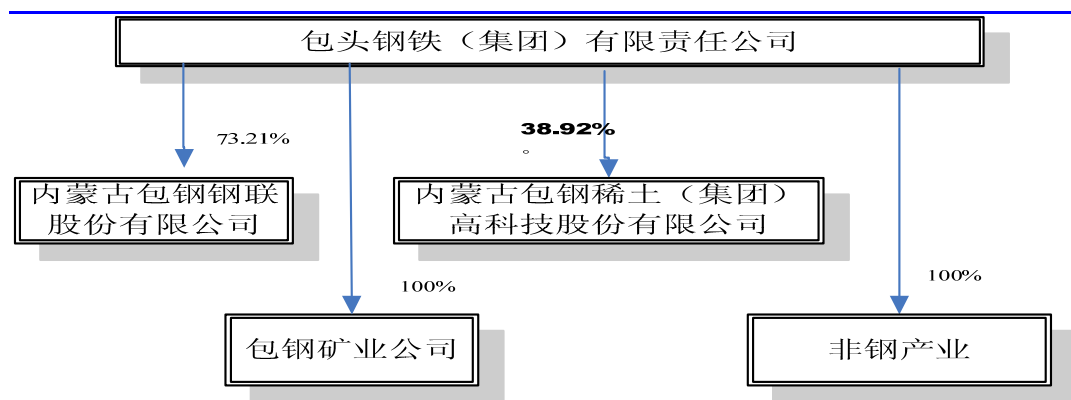 包头钢铁（集团）有限责任公司
73.21%
38.92%
。
内蒙古包钢钢联
股份有限公司
内蒙古包钢稀土（集团）
高科技股份有限公司
100%
100%
包钢矿业公司
非钢产业